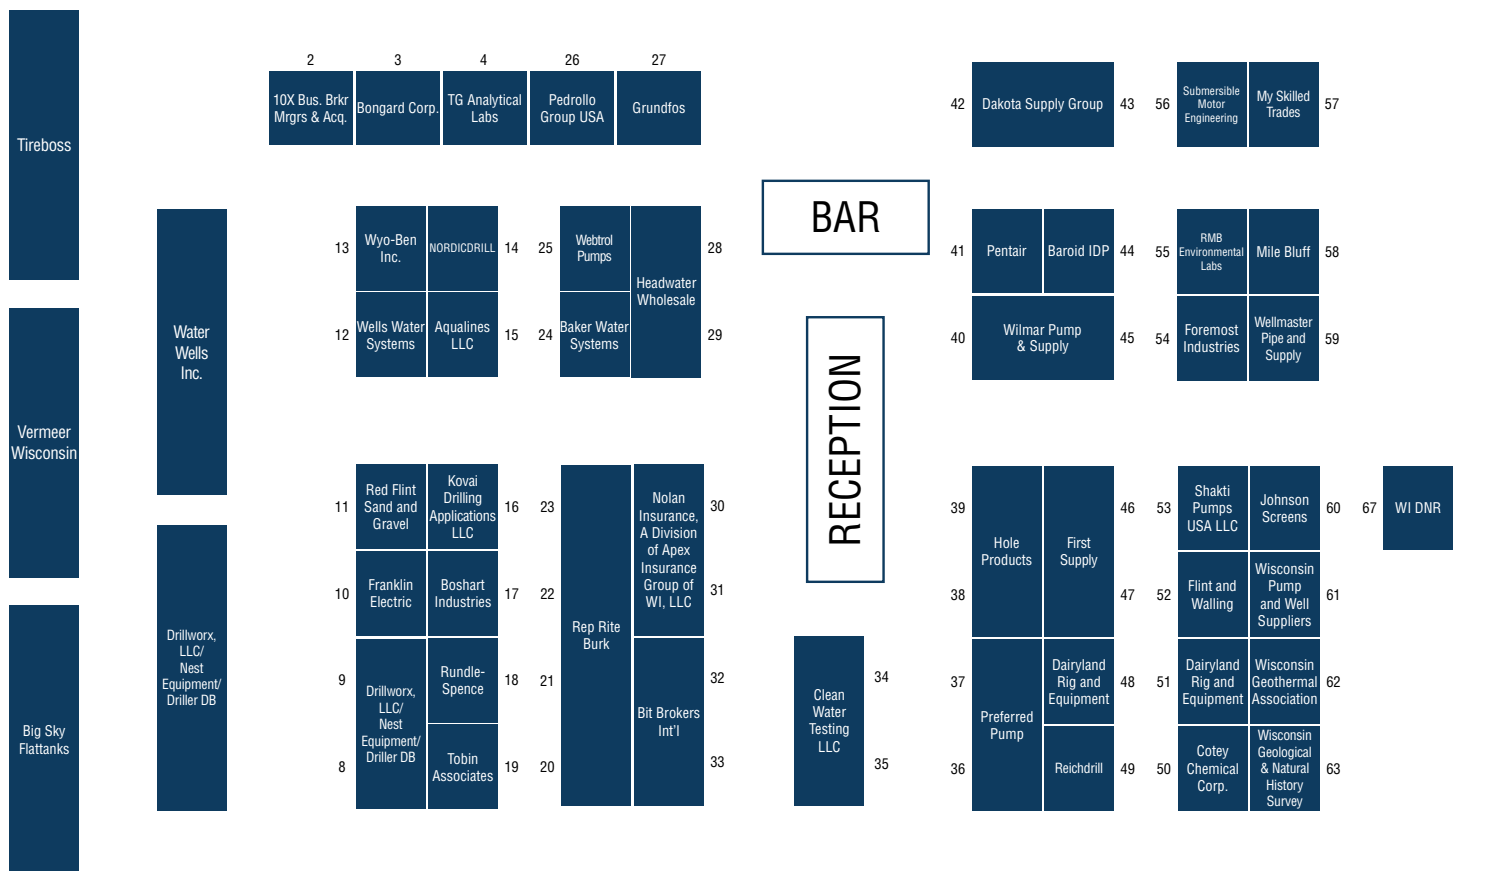 Tireboss
Vermeer
Wisconsin
Big Sky
Flattanks
Water
Wells
Inc.
Drillworx,
LLC/
Nest
Equipment/
Driller DB
2
3
4
26
27
10X Bus. Brkr
Mrgrs & Acq.
Bongard Corp.
TG Analytical
Labs
Pedrollo
Group USA
Grundfos
13
Wyo-Ben
Inc.
NORDICDRILL
14
25
Webtrol
Pumps
Headwater
Wholesale
28
12
Wells Water
Systems
Aqualines
LLC
15
24
Baker Water
Systems
29
11
Red Flint
Sand and
Gravel
Kovai
Drilling
Applications
LLC
16
23
Rep Rite
Burk
Nolan
Insurance,
A Division
of Apex
Insurance
Group of
WI, LLC
30
10
Franklin
Electric
Boshart
Industries
17
22
31
9
Drillworx,
LLC/
Nest
Equipment/
Driller DB
Rundle-
Spence
18
21
Bit Brokers
Int'l
32
8
Tobin
Associates
19
20
33
BAR
RECEPTION
Clean
Water
Testing
LLC
34
35
42
Dakota Supply Group
43
56
Submersible
Motor
Engineering
My Skilled
Trades
57
41
Pentair
Baroid IDP
44
55
RMB
Environmental
Labs
Mile Bluff
58
40
Wilmar Pump
& Supply
45
54
Foremost
Industries
Wellmaster
Pipe and
Supply
59
39
Hole
Products
First
Supply
46
53
Shakti
Pumps
USA LLC
Johnson
Screens
60
67
WI DNR
38
47
52
Flint and
Walling
Wisconsin
Pump
and Well
Suppliers
61
37
Preferred
Pump
Dairyland
Rig and
Equipment
48
51
Dairyland
Rig and
Equipment
Wisconsin
Geothermal
Association
62
36
Reichdrill
49
50
Cotey
Chemical
Corp.
Wisconsin
Geological
& Natural
History
Survey
63